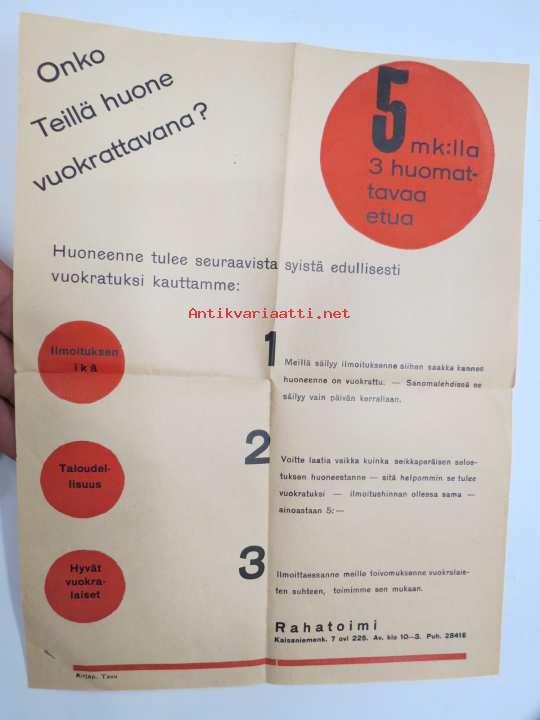 Onko
Teillä huone
vuokrattavana?
5 mk:lla
3 huomat-
tavaa
etua
Huoneenne tulee seuraavista syistä edullisesti
vuokratuksi kauttamme:
Antikvariaatti.net
Ilmoituksen
ikä
1
Meillä säilyy ilmoituksenne siihen saakka kunnes
huoneenne on vuokrattu. — Sanomalehdissä se
säilyy vain päivän kerrallaan.
Taloudel-
lisuus
2
Voitte laatia vaikka kuinka seikkaperäisen selos-
tuksen huoneestanne — sitä helpommin se tulee
vuokratuksi — ilmoitushinnan ollessa sama —
ainoastaan 5:—
Hyvät
vuokra-
laiset
3
Ilmoittaessanne meille toivomuksenne vuokralais-
ten suhteen, toimimme sen mukaan.
Rahatoimi
Kaisaniemenk. 7 ovi 225. Av. klo 10—3. Puh. 28418
Kirjap. Tavu